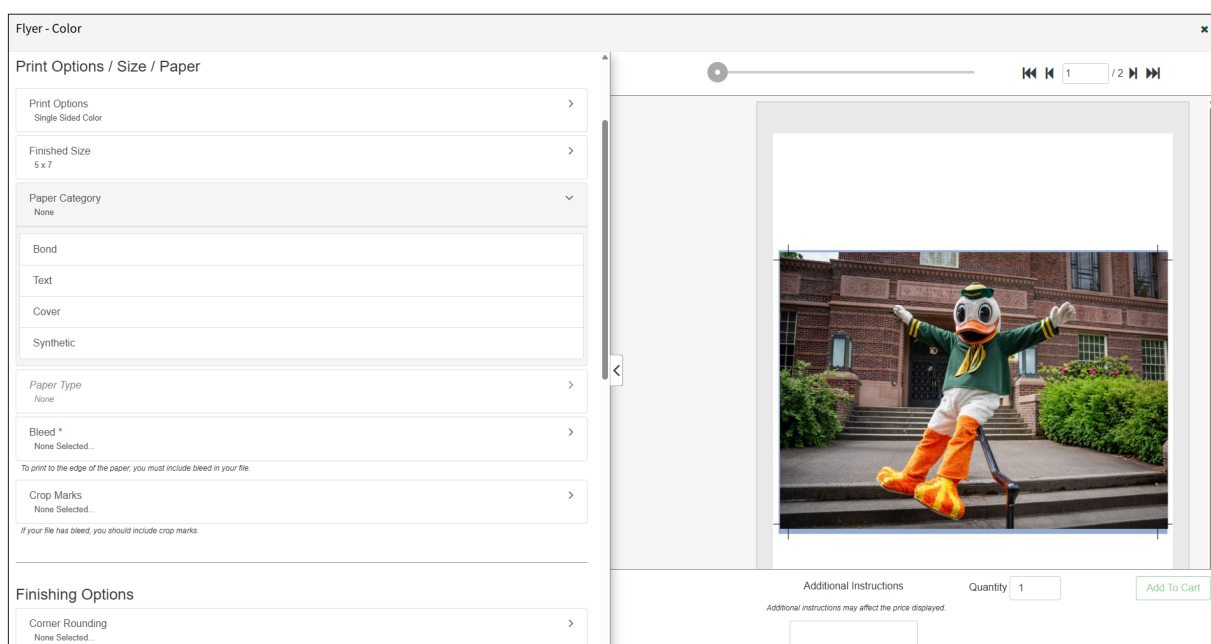 Flyer - Color
Print Options / Size / Paper
Print Options
Single Sided Color
Finished Size
5 x 7
Paper Category
None
Bond
Text
Cover
Synthetic
Paper Type
None
Bleed *
None Selected...
To print to the edge of the paper, you must include bleed in your file.
Crop Marks
None Selected...
If your file has bleed, you should include crop marks.
Finishing Options
Corner Rounding
None Selected...
1 / 2
Additional Instructions
Quantity 1
Add To Cart
Additional instructions may affect the price displayed.